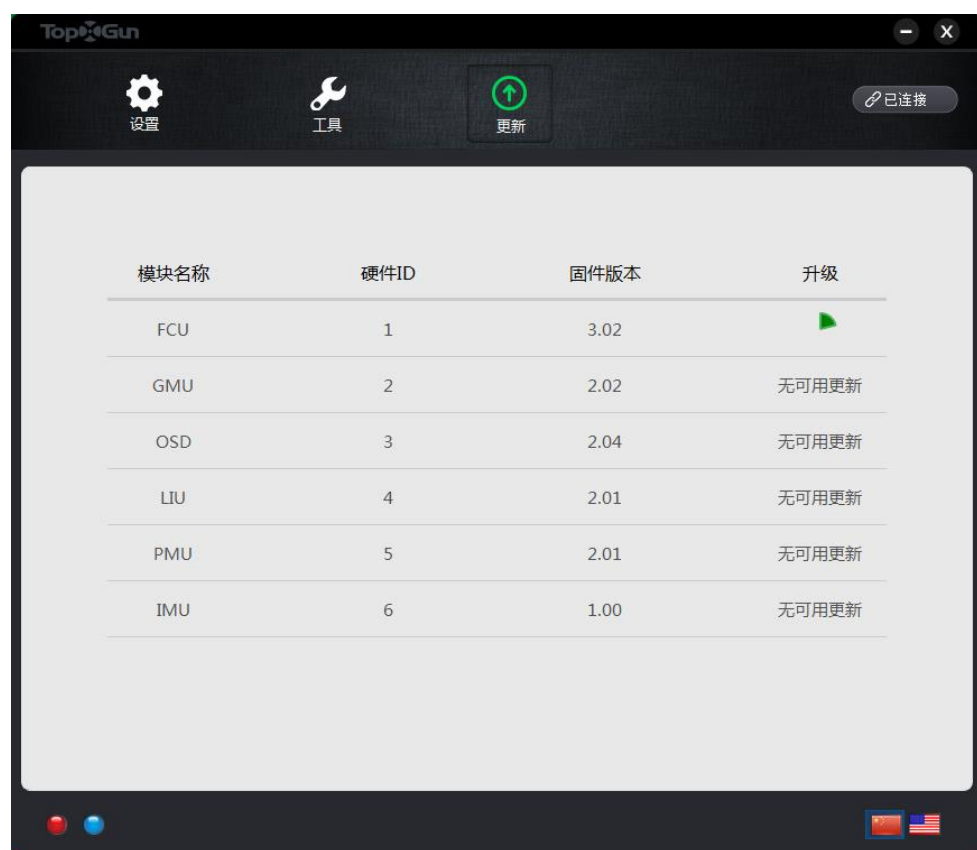 TopGun
X
设置 工具 更新 已连接
模块名称 硬件ID 固件版本 升级
FCU 1 3.02
GMU 2 2.02 无可用更新
OSD 3 2.04 无可用更新
LIU 4 2.01 无可用更新
PMU 5 2.01 无可用更新
IMU 6 1.00 无可用更新